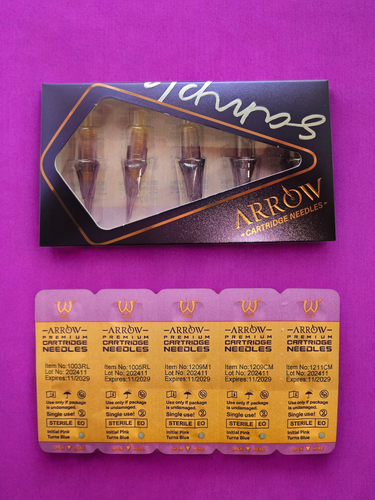 Samples
ARROW
- CARTRIDGE NEEDLES -
ARROW
PREMIUM
CARTRIDGE
NEEDLES
Item No:1003RL
Lot No: 202411
Expires:11/2029
Use only if package
is undamaged.
Single use!
STERILE EO
Initial Pink
Turns Blue
ARROW
PREMIUM
CARTRIDGE
NEEDLES
Item No:1005RL
Lot No: 202411
Expires:11/2029
Use only if package
is undamaged.
Single use!
STERILE EO
Initial Pink
Turns Blue
ARROW
PREMIUM
CARTRIDGE
NEEDLES
Item No:1209M1
Lot No: 202411
Expires:11/2029
Use only if package
is undamaged.
Single use!
STERILE EO
Initial Pink
Turns Blue
ARROW
PREMIUM
CARTRIDGE
NEEDLES
Item No:1209CM
Lot No: 202411
Expires:11/2029
Use only if package
is undamaged.
Single use!
STERILE EO
Initial Pink
Turns Blue
ARROW
PREMIUM
CARTRIDGE
NEEDLES
Item No:1211CM
Lot No: 202411
Expires:11/2029
Use only if package
is undamaged.
Single use!
STERILE EO
Initial Pink
Turns Blue